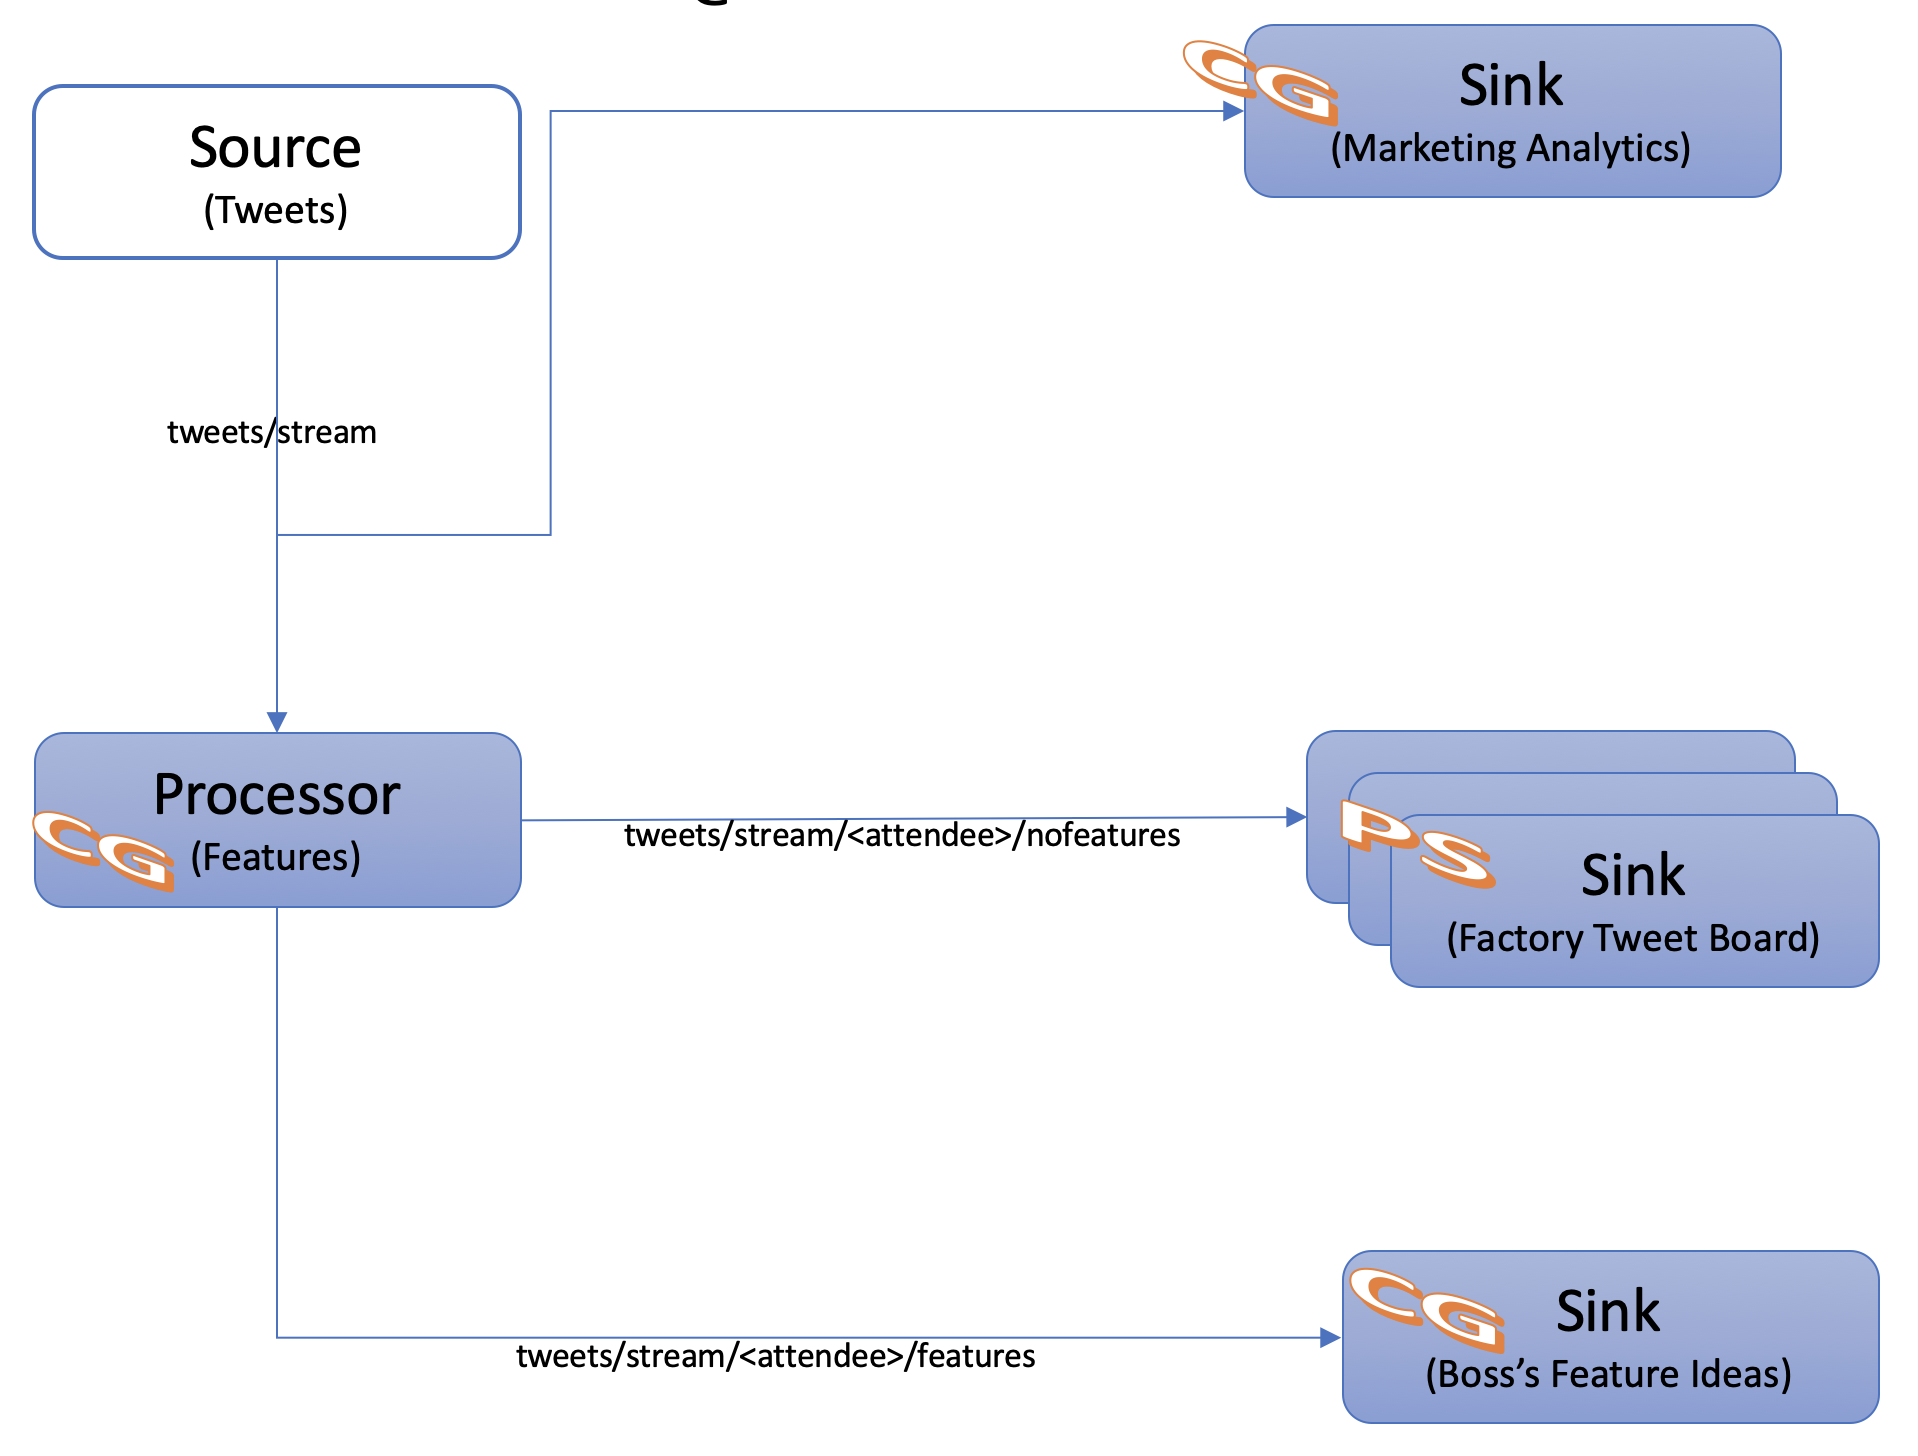 Source
(Tweets)
CG
Sink
(Marketing Analytics)
tweets/stream
Processor
CG
(Features)
tweets/stream/<attendee>/nofeatures
PS
Sink
(Factory Tweet Board)
tweets/stream/<attendee>/features
CG
Sink
(Boss’s Feature Ideas)